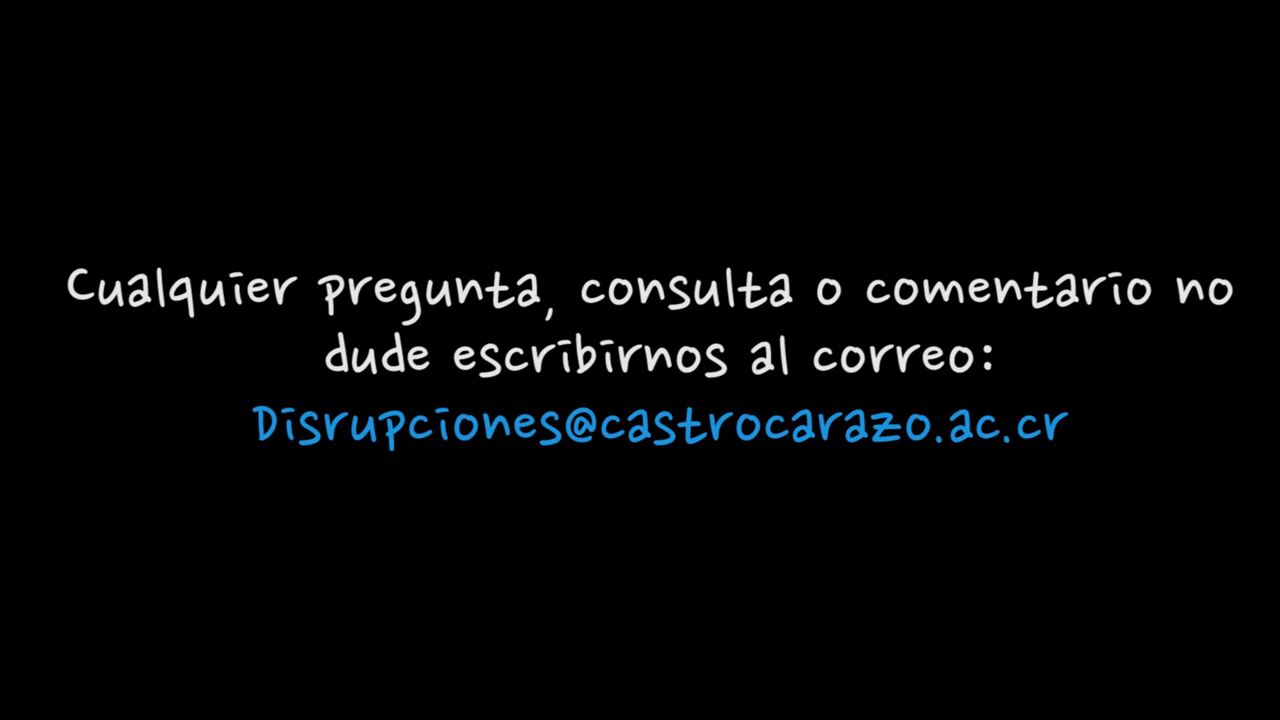 Cualquier pregunta, consulta o comentario no
dude escribirnos al correo:
Disrupciones@castrocarazo.ac.cr